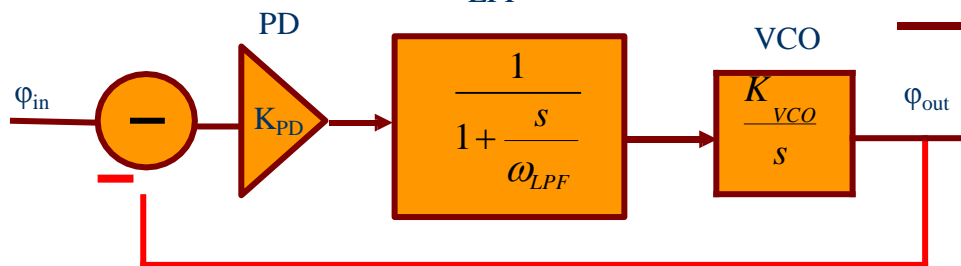 PD
VCO
φin
−
KPD
1
1 + s
ωLPF
KVCO
s
φout
−